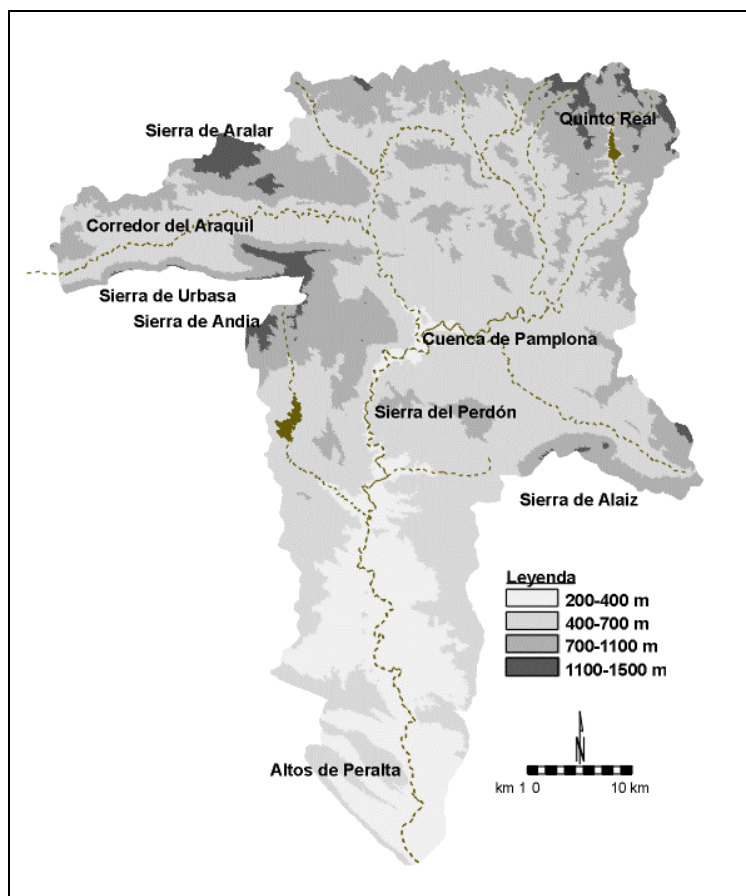 Quinto Real
Sierra de Aralar
Corredor del Araquil
Sierra de Urbasa
Sierra de Andia
Cuenca de Pamplona
Sierra del Perdón
Sierra de Alaiz
Leyenda
200-400 m
400-700 m
700-1100 m
1100-1500 m
N
Altos de Peralta
km 1 0 10 km